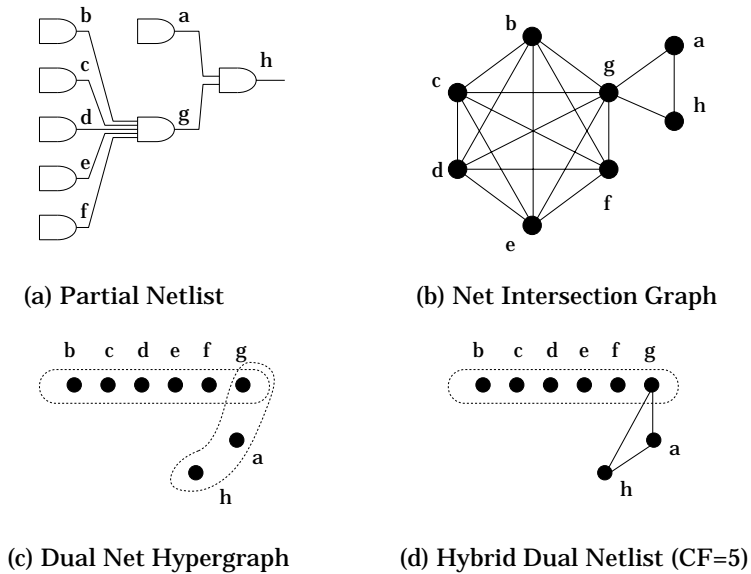 b
a
c
h
d
g
e
f
(a) Partial Netlist
b
a
g
c
h
d
f
e
(b) Net Intersection Graph
b c d e f g
a
h
(c) Dual Net Hypergraph
b c d e f g
a
h
(d) Hybrid Dual Netlist (CF=5)